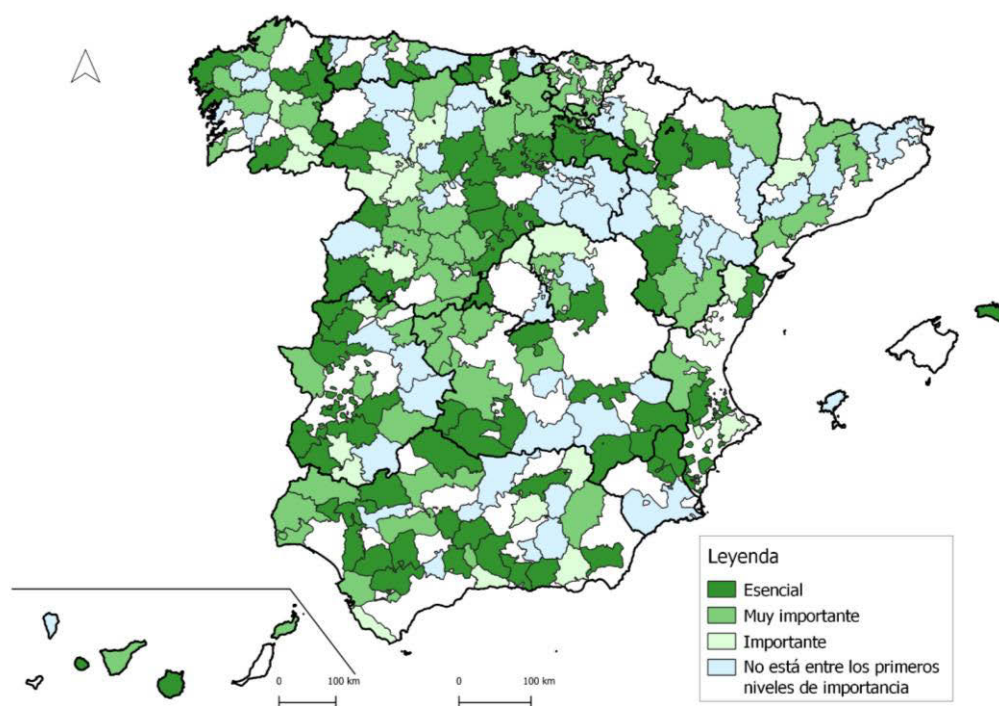 Leyenda
Esencial
Muy importante
Importante
No está entre los primeros
niveles de importancia
0 100 km 0 100 km